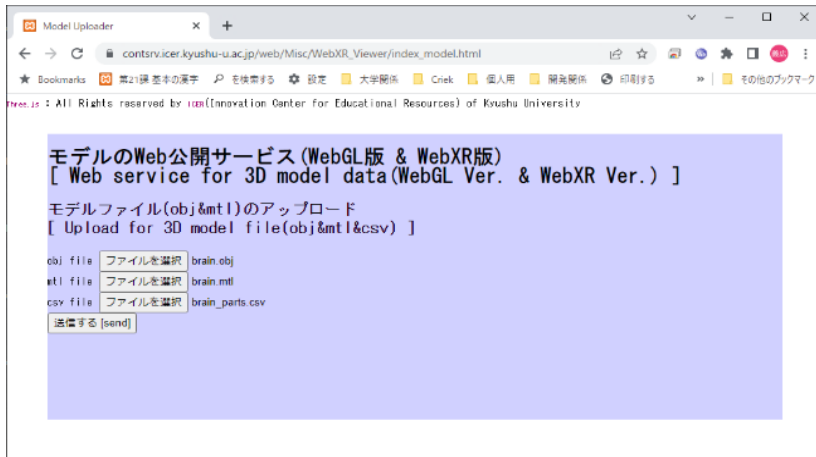 Model Uploader
contsrv.icer.kyushu-u.ac.jp/web/Misc/WebXR_Viewer/index_model.html
Bookmarks 第21課 基本の漢字 Pを検索する 設定 大学関係 Criek 個人用 開発関係 印刷する » その他のブックマーク
Three.js : All Rights reserved by ICER(Innovation Center for Educational Resources) of Kyushu University
モデルのWeb公開サービス(WebGL版 & WebXR版)
[ Web service for 3D model data(WebGL Ver. & WebXR Ver.) ]
モデルファイル(obj&mtl)のアップロード
[ Upload for 3D model file(obj&mtl&csv) ]
obj file ファイルを選択 brain.obj
mtl file ファイルを選択 brain.mtl
csv file ファイルを選択 brain_parts.csv
送信する [send]